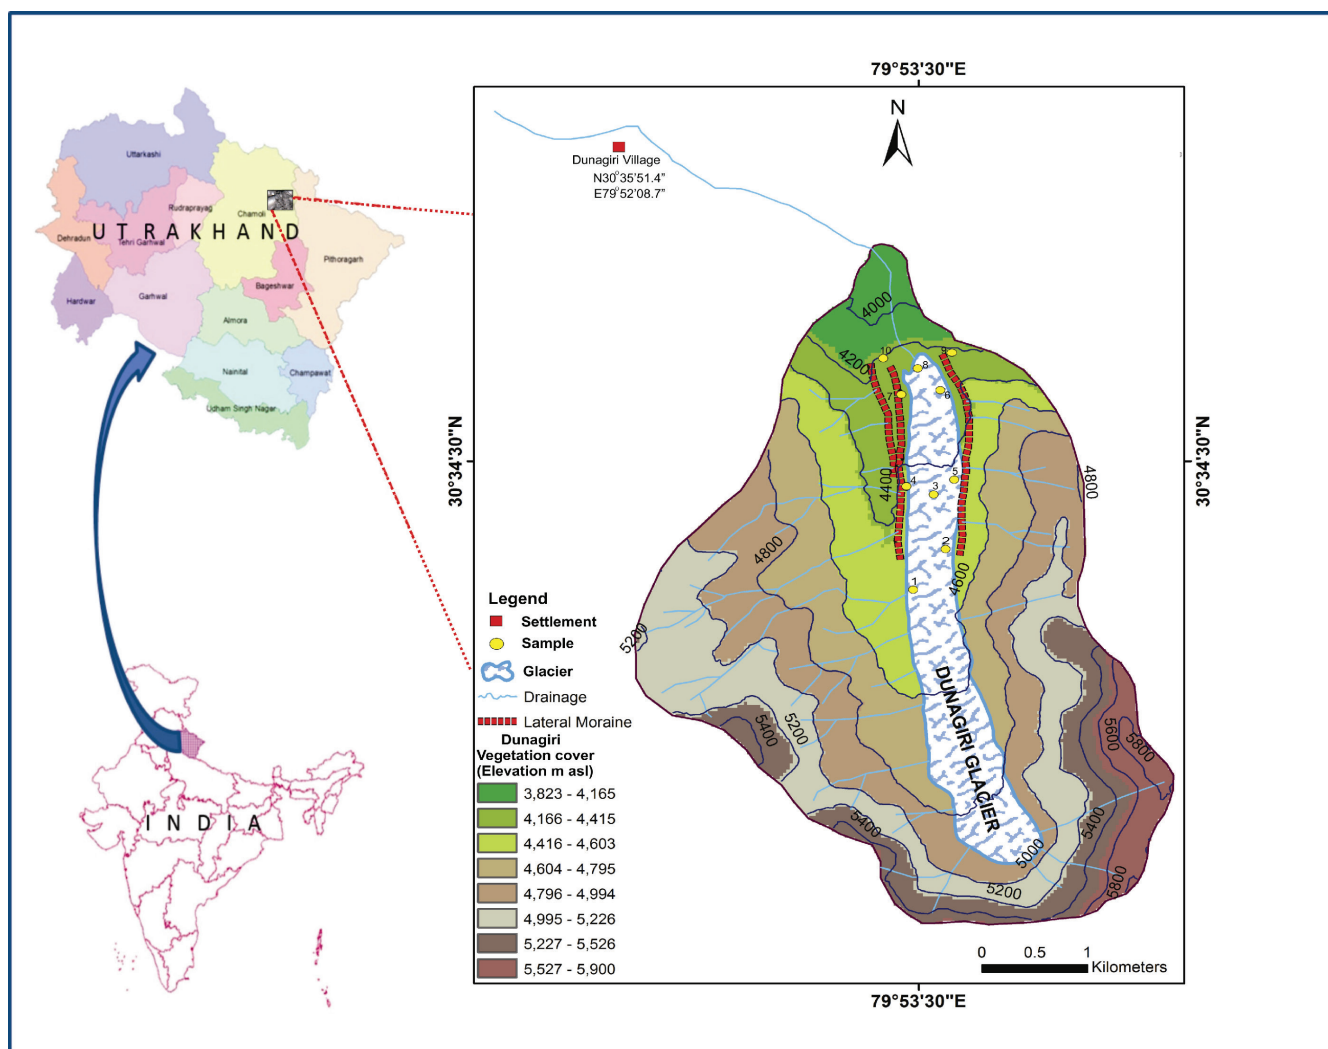 79°53'30"E
N
Dunagiri Village
N30°35'51.4"
E79°52'08.7"
Uttarkashi
Rudraprayag
Chamoli
UTRAKHAND
Dehradun
Tehri Garhwal
Pithoragarh
Hardwar
Garhwal
Bageshwar
Almora
Nainital
Champawat
Udham Singh Nagar
INDIA
30°34'30"N
30°34'30"N
4000
4200
4400
4600
4800
4800
5200
5200
5400
5400
5000
5200
5400
5600
5800
5800
10
9
8
7
6
5
4
3
2
1
DUNAGIRI GLACIER
Legend
Settlement
Sample
Glacier
Drainage
Lateral Moraine
Dunagiri
Vegetation cover
(Elevation m asl)
3,823 - 4,165
4,166 - 4,415
4,416 - 4,603
4,604 - 4,795
4,796 - 4,994
4,995 - 5,226
5,227 - 5,526
5,527 - 5,900
0 0.5 1
Kilometers
79°53'30"E